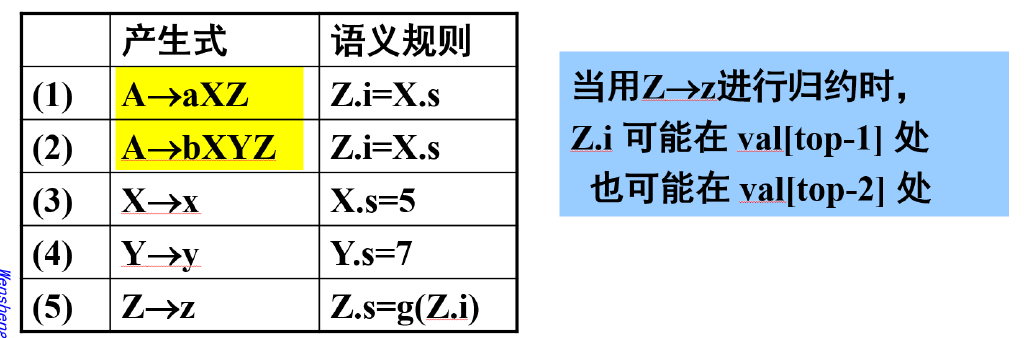 产生式 语义规则
(1) A→aXZ Z.i=X.s
(2) A→bXYZ Z.i=X.s
(3) X→x X.s=5
(4) Y→y Y.s=7
(5) Z→z Z.s=g(Z.i)
当用Z→z进行归约时，
Z.i 可能在 val[top-1] 处
也可能在 val[top-2] 处